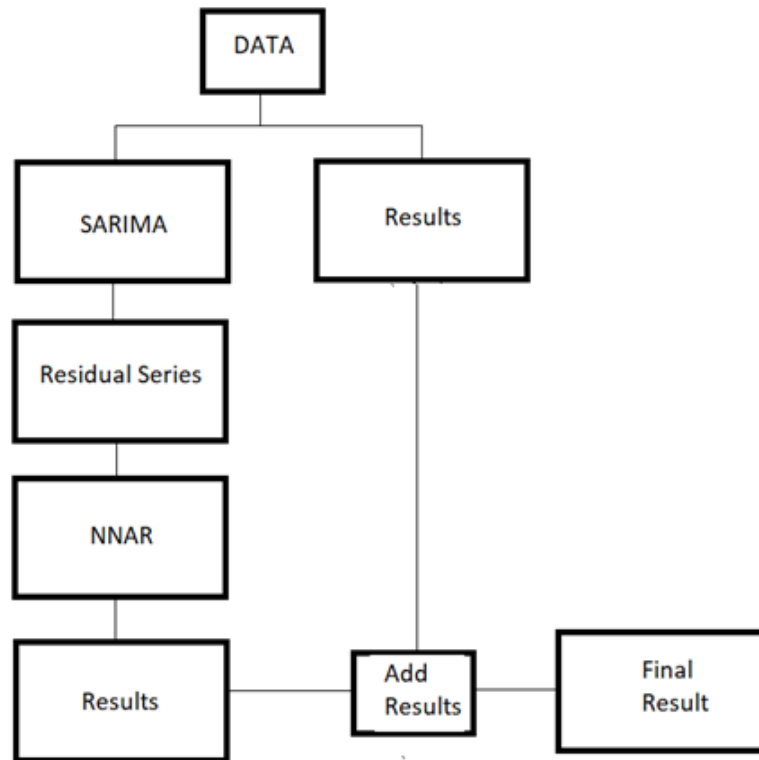 DATA
SARIMA
Results
Residual Series
NNAR
Results
Add
Results
Final
Result